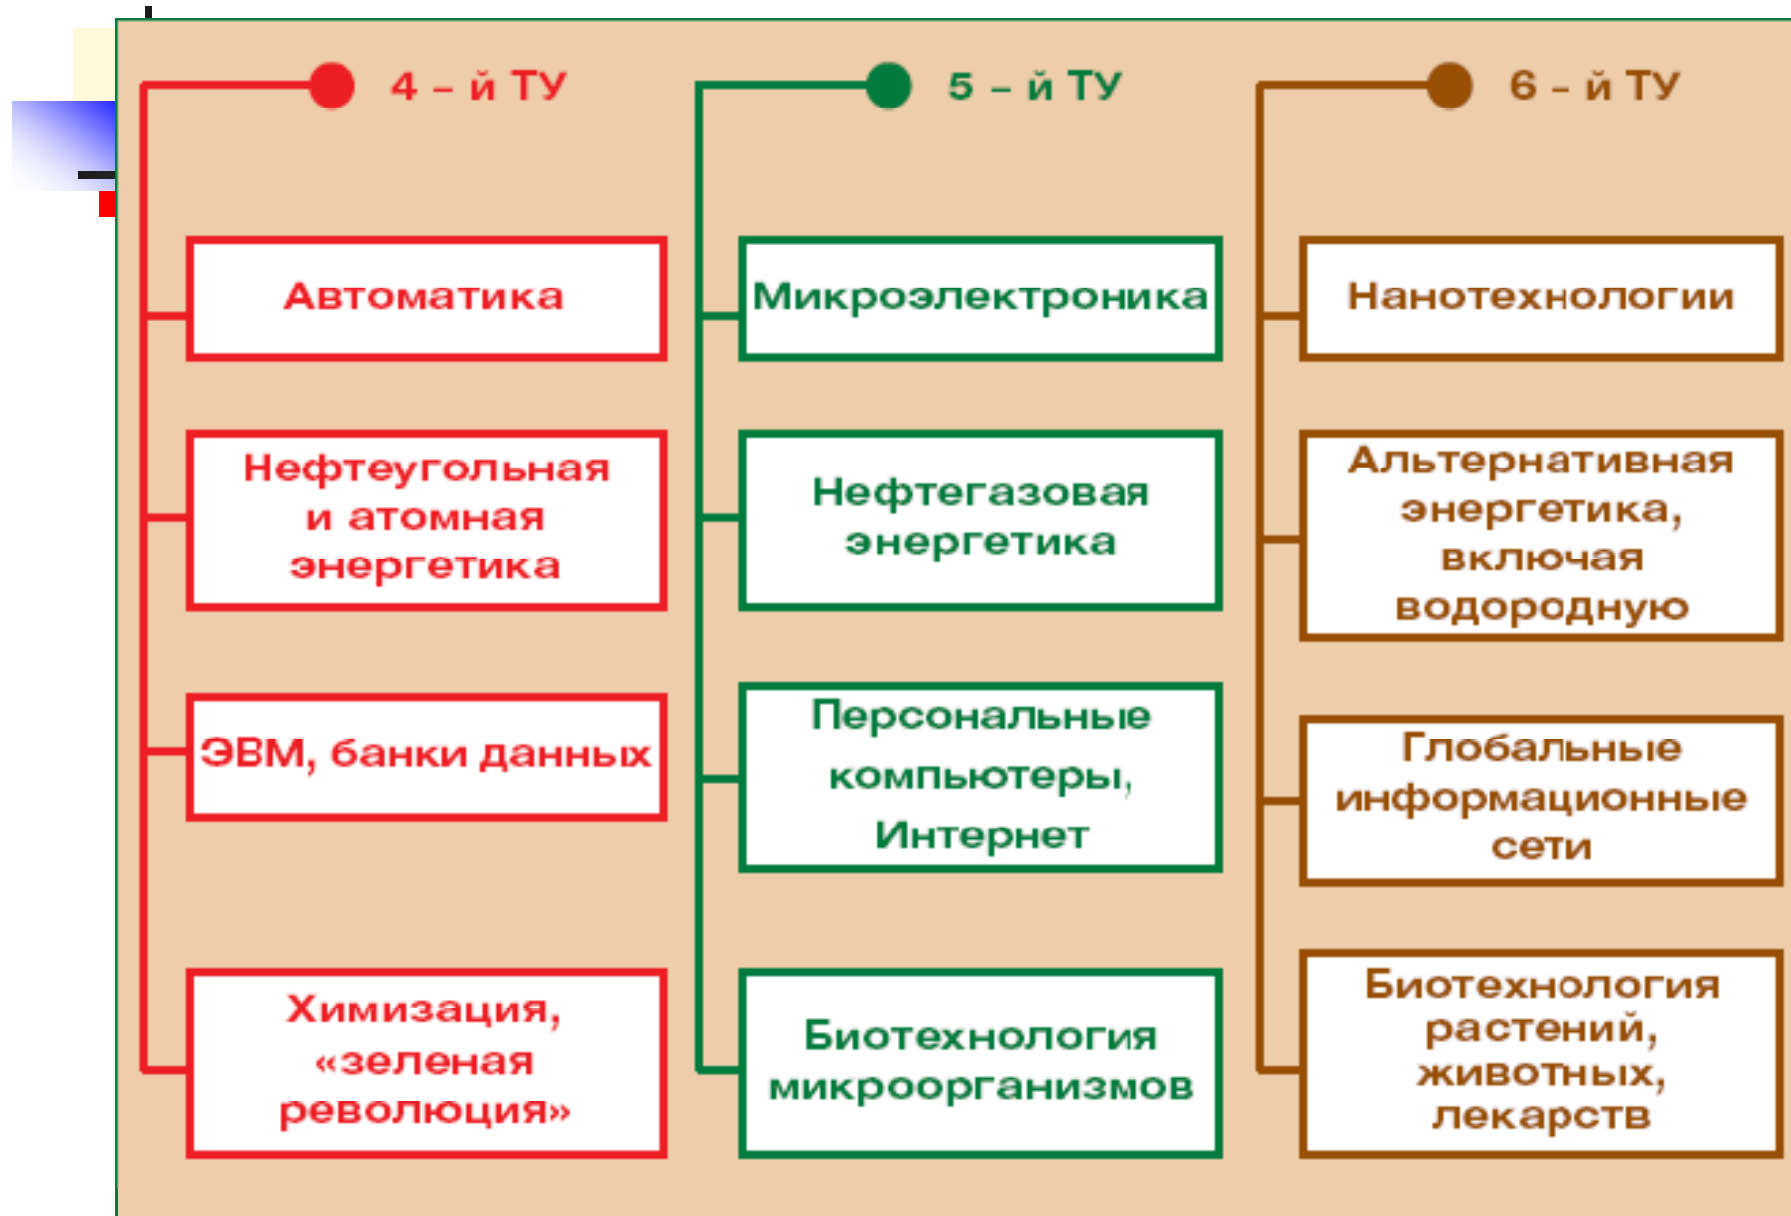 4 – й ТУ
Автоматика
Нефтеугольная
и атомная
энергетика
ЭВМ, банки данных
Химизация,
«зеленая
революция»
5 – й ТУ
Микроэлектроника
Нефтегазовая
энергетика
Персональные
компьютеры,
Интернет
Биотехнология
микроорганизмов
6 – й ТУ
Нанотехнологии
Альтернативная
энергетика,
включая
водородную
Глобальные
информационные
сети
Биотехнология
растений,
животных,
лекарств